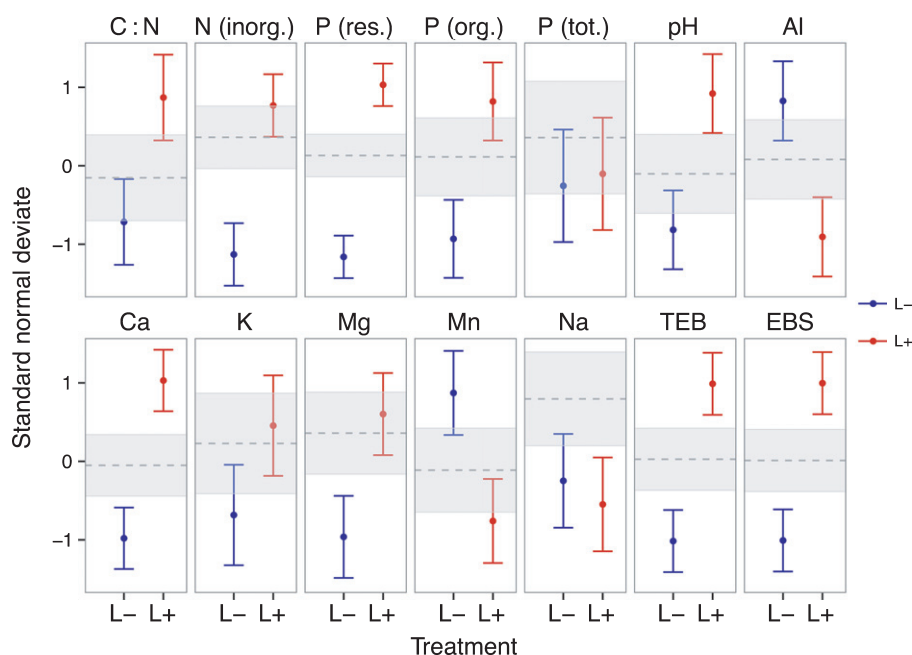 C : N N (inorg.) P (res.) P (org.) P (tot.) pH Al
1
0
−1
Ca K Mg Mn Na TEB EBS
1
0
−1
L− L+ L− L+ L− L+ L− L+ L− L+ L− L+ L− L+
Treatment
Standard normal deviate
L−
L+